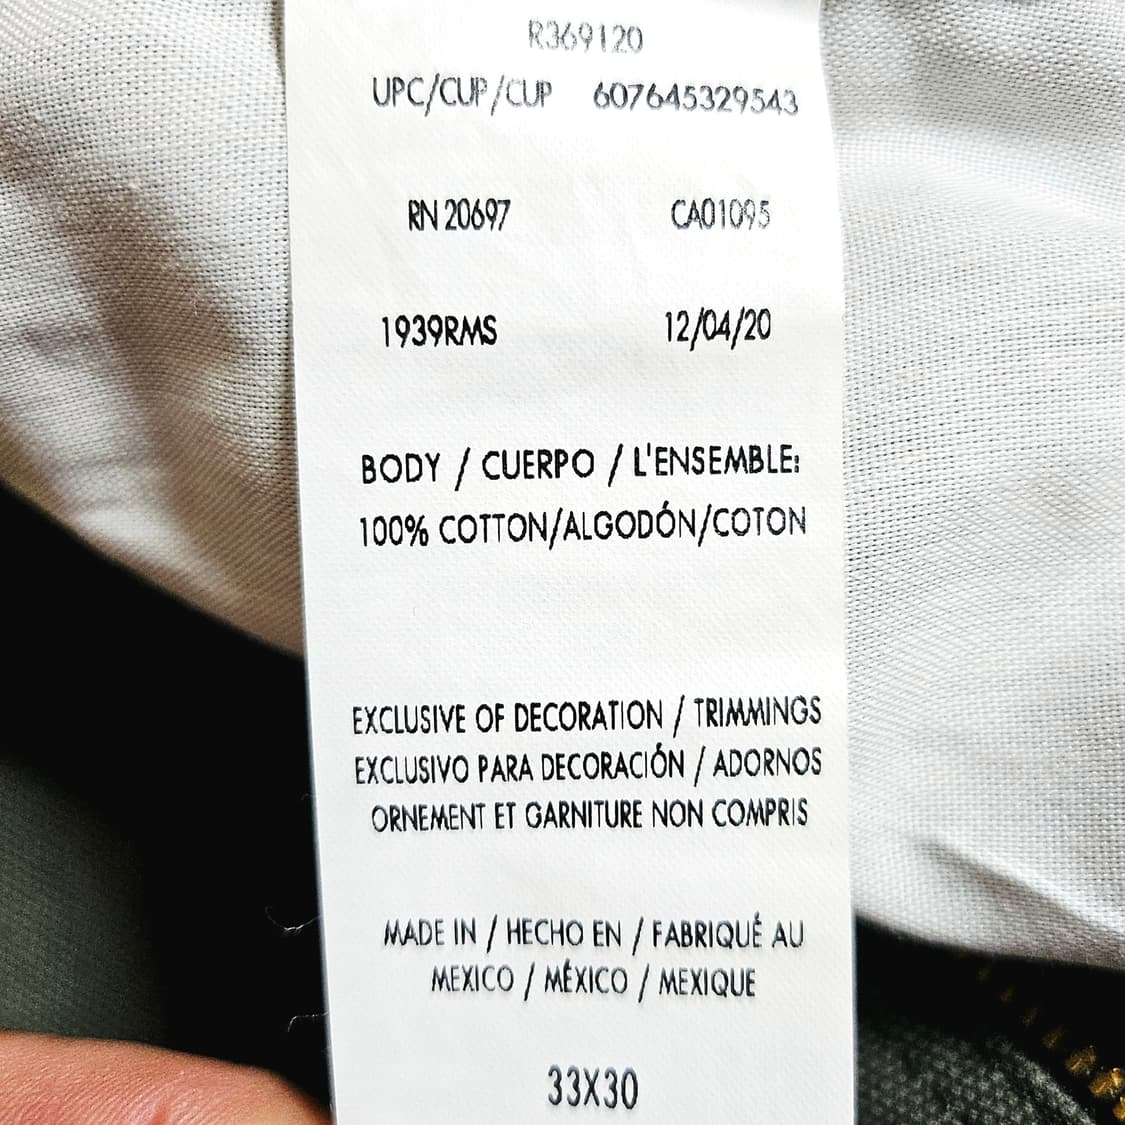 R369120
UPC/CUP/CUP 607645329543
RN 20697 CA01095
1939RMS 12/04/20
BODY / CUERPO / L'ENSEMBLE:
100% COTTON/ALGODÓN/COTON
EXCLUSIVE OF DECORATION / TRIMMINGS
EXCLUSIVO PARA DECORACIÓN / ADORNOS
ORNEMENT ET GARNITURE NON COMPRIS
MADE IN / HECHO EN / FABRIQUÉ AU
MEXICO / MÉXICO / MEXIQUE
33X30